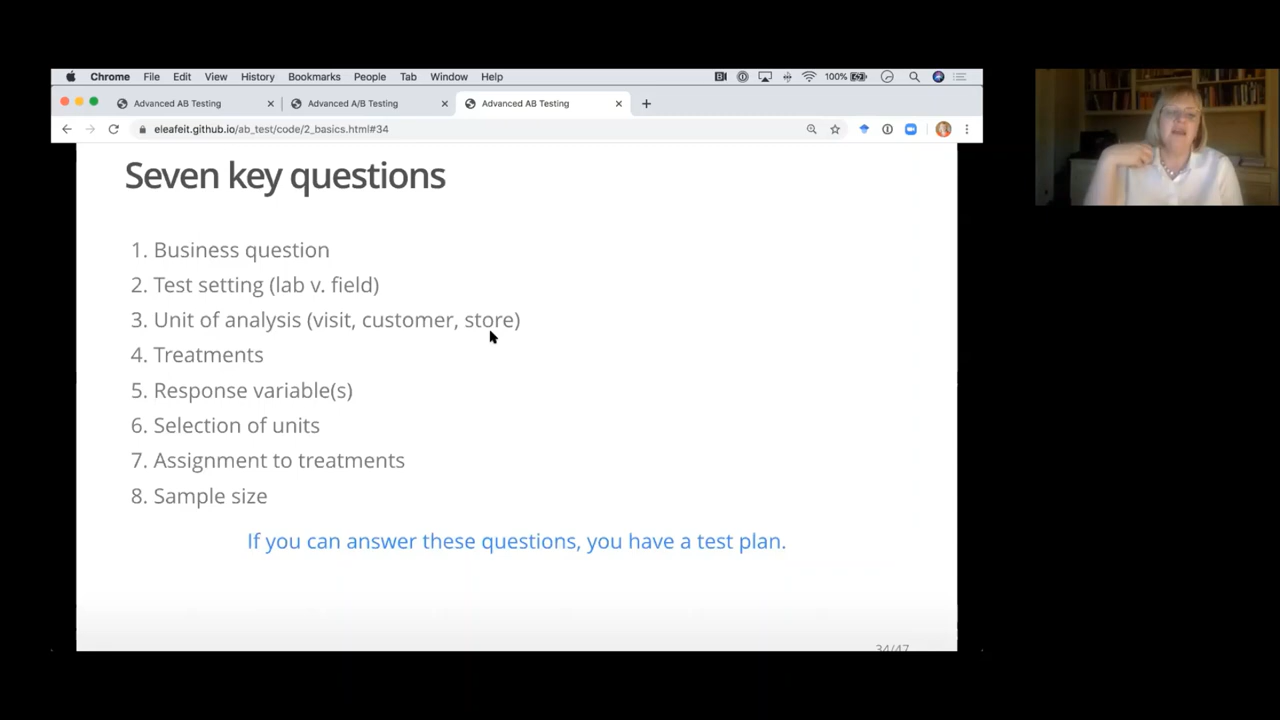 Chrome File Edit View History Bookmarks People Tab Window Help 100%
Advanced AB Testing Advanced A/B Testing Advanced AB Testing
eleafeit.github.io/ab_test/code/2_basics.html#34
Seven key questions
1. Business question
2. Test setting (lab v. field)
3. Unit of analysis (visit, customer, store)
4. Treatments
5. Response variable(s)
6. Selection of units
7. Assignment to treatments
8. Sample size
If you can answer these questions, you have a test plan.
34/47